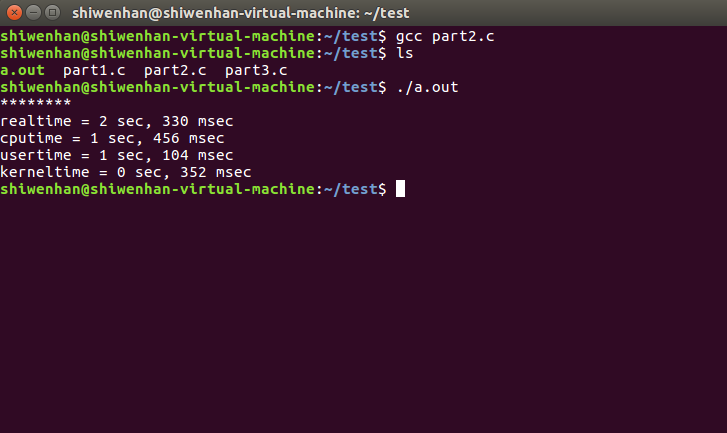 shiwenhan@shiwenhan-virtual-machine: ~/test
shiwenhan@shiwenhan-virtual-machine:~/test$ gcc part2.c
shiwenhan@shiwenhan-virtual-machine:~/test$ ls
a.out  part1.c  part2.c  part3.c
shiwenhan@shiwenhan-virtual-machine:~/test$ ./a.out
********
realtime = 2 sec, 330 msec
cputime = 1 sec, 456 msec
usertime = 1 sec, 104 msec
kerneltime = 0 sec, 352 msec
shiwenhan@shiwenhan-virtual-machine:~/test$